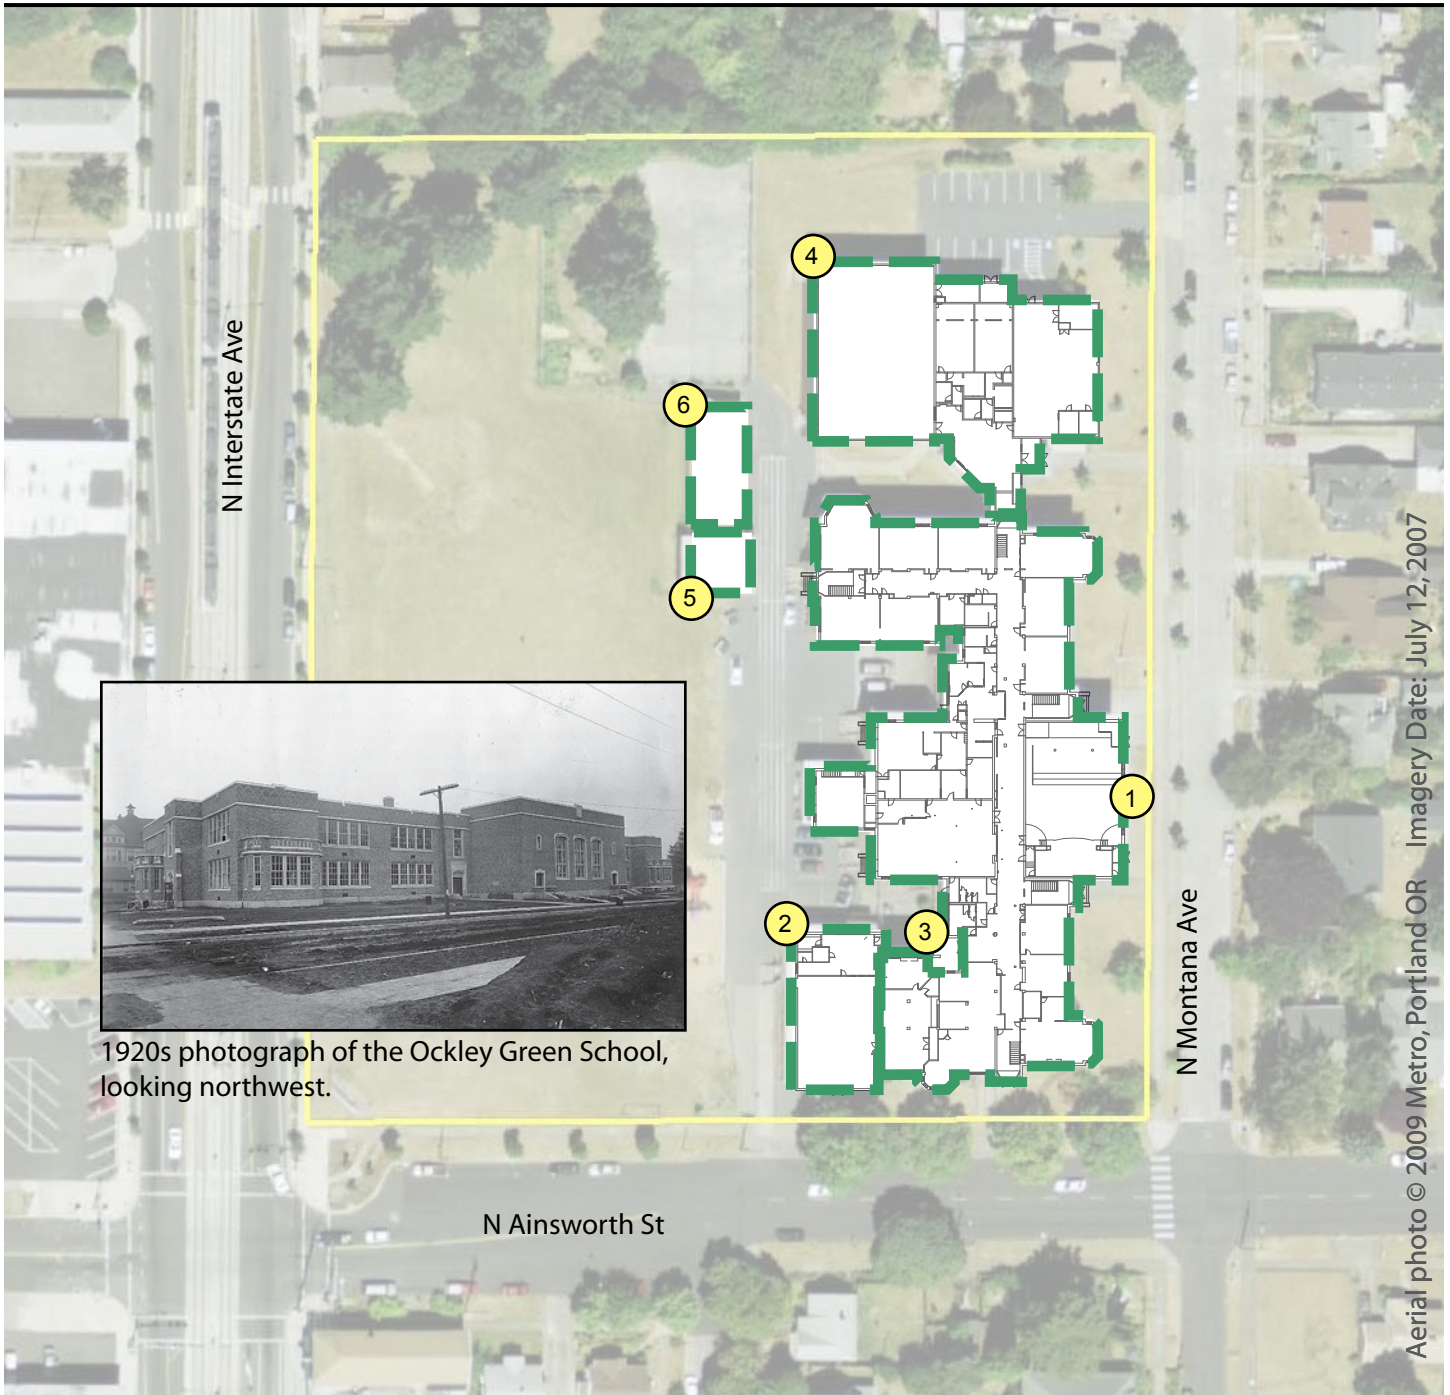 4
N Interstate Ave
6
5
1
2
3
N Montana Ave
1920s photograph of the Ockley Green School,
looking northwest.
N Ainsworth St
Aerial photo © 2009 Metro, Portland OR Imagery Date: July 12, 2007